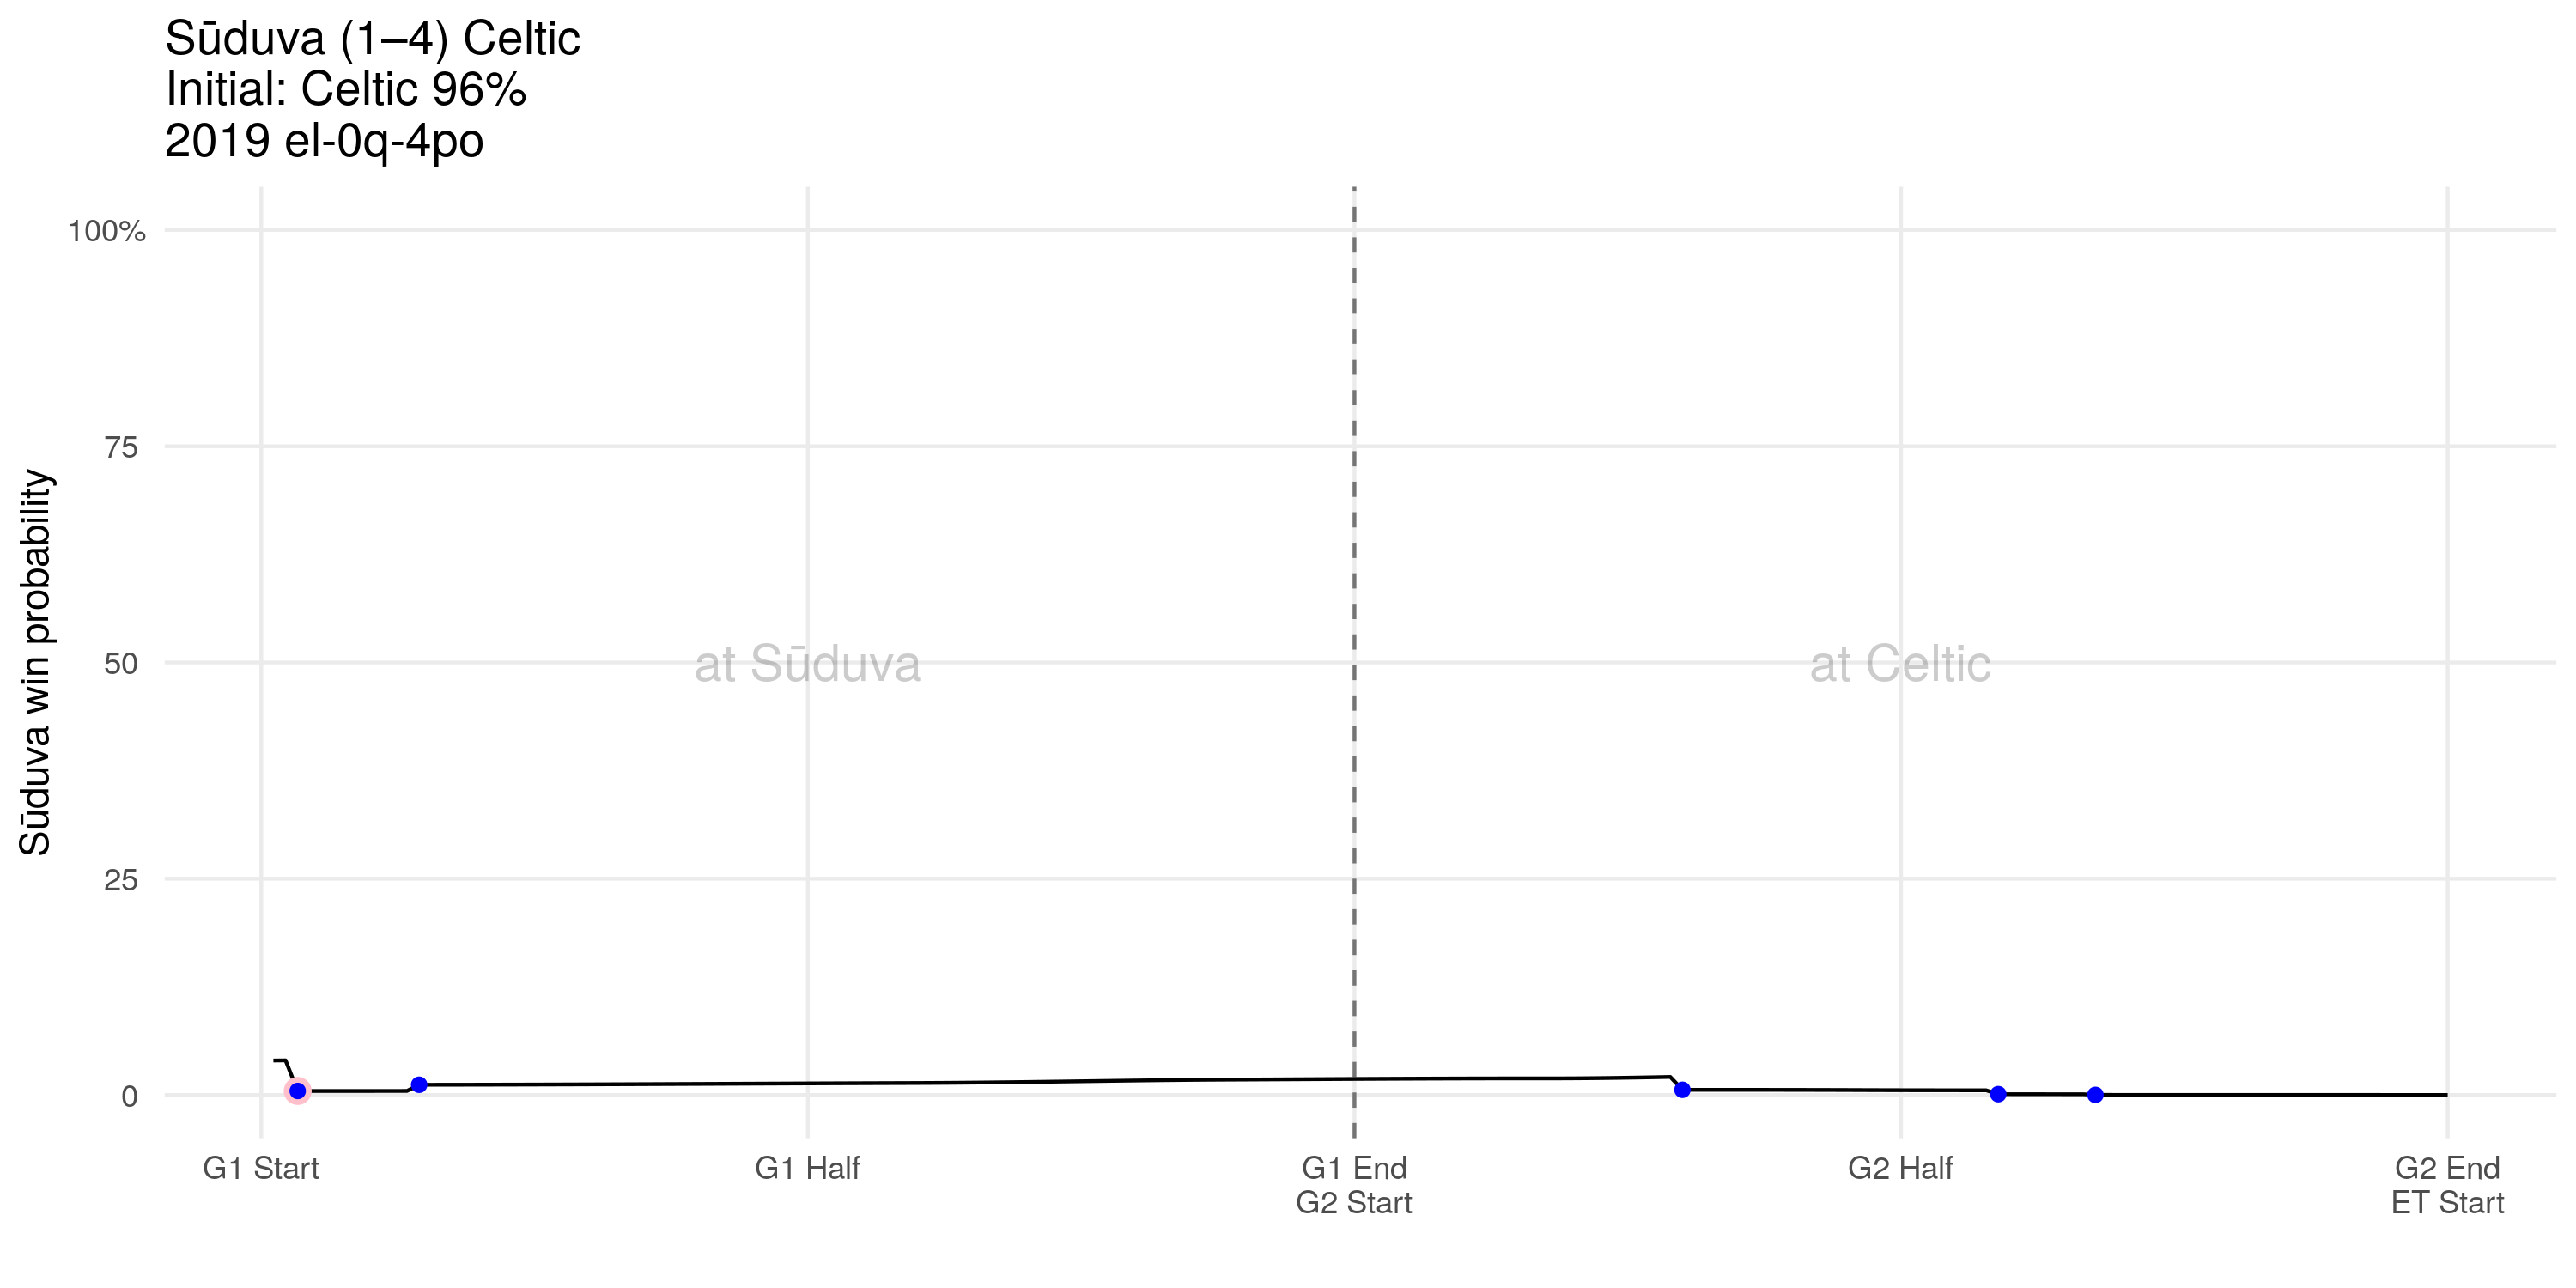 Sūduva (1–4) Celtic
Initial: Celtic 96%
2019 el-0q-4po
Sūduva win probability
100%
75
50
25
0
at Sūduva
at Celtic
G1 Start
G1 Half
G1 End
G2 Start
G2 Half
G2 End
ET Start